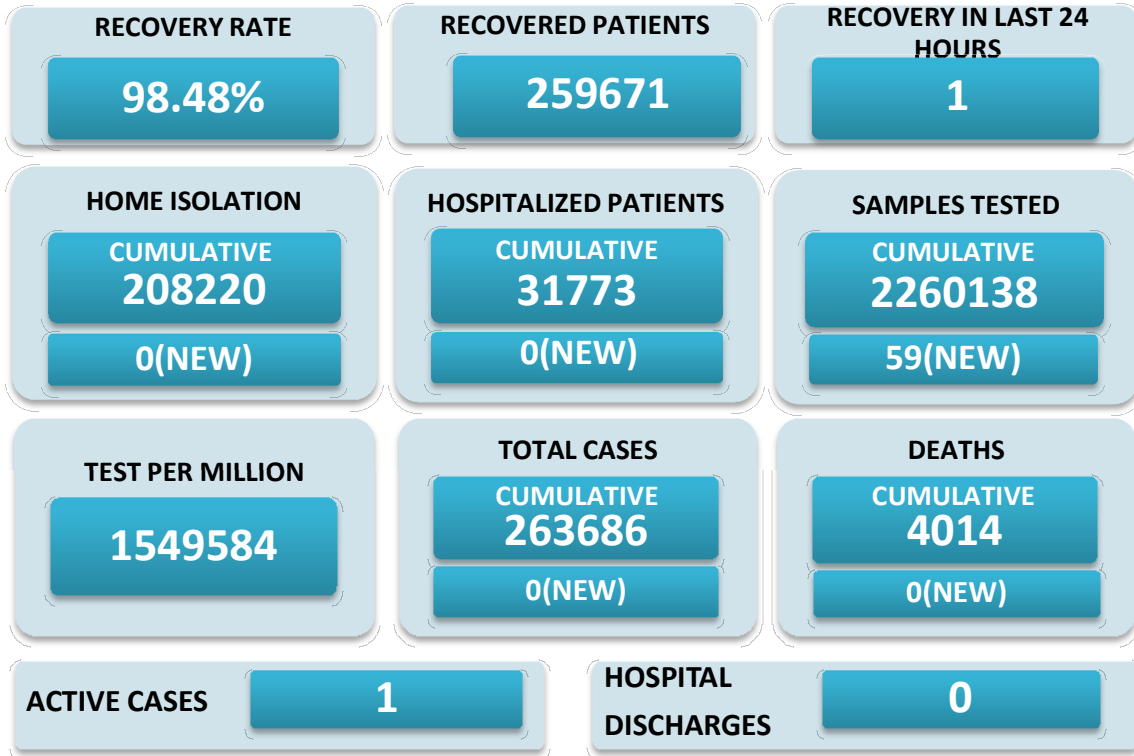 RECOVERY RATE
98.48%
RECOVERED PATIENTS
259671
RECOVERY IN LAST 24
HOURS
1
HOME ISOLATION
CUMULATIVE
208220
0(NEW)
HOSPITALIZED PATIENTS
CUMULATIVE
31773
0(NEW)
SAMPLES TESTED
CUMULATIVE
2260138
59(NEW)
TEST PER MILLION
1549584
TOTAL CASES
CUMULATIVE
263686
0(NEW)
DEATHS
CUMULATIVE
4014
0(NEW)
ACTIVE CASES
1
HOSPITAL
DISCHARGES
0